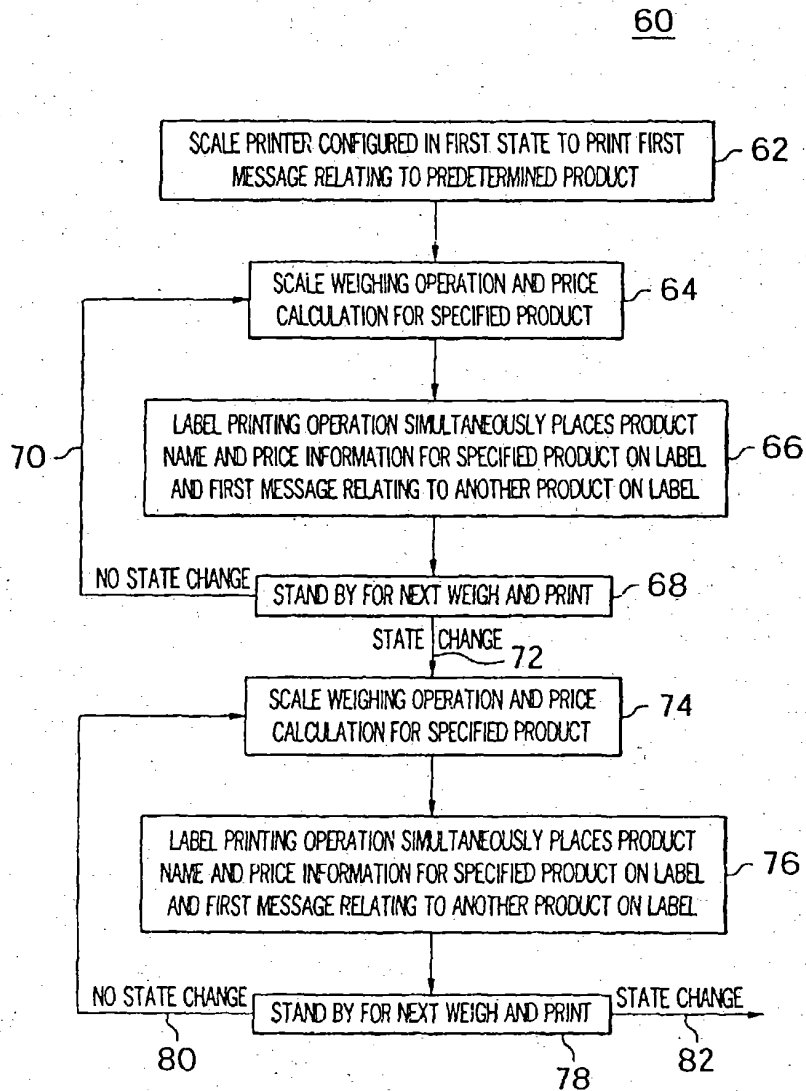 60
SCALE PRINTER CONFIGURED IN FIRST STATE TO PRINT FIRST
MESSAGE RELATING TO PREDETERMINED PRODUCT
62
SCALE WEIGHING OPERATION AND PRICE
CALCULATION FOR SPECIFIED PRODUCT
64
LABEL PRINTING OPERATION SIMULTANEOUSLY PLACES PRODUCT
NAME AND PRICE INFORMATION FOR SPECIFIED PRODUCT ON LABEL
AND FIRST MESSAGE RELATING TO ANOTHER PRODUCT ON LABEL
66
70
NO STATE CHANGE
STAND BY FOR NEXT WEIGH AND PRINT
68
STATE CHANGE
72
SCALE WEIGHING OPERATION AND PRICE
CALCULATION FOR SPECIFIED PRODUCT
74
LABEL PRINTING OPERATION SIMULTANEOUSLY PLACES PRODUCT
NAME AND PRICE INFORMATION FOR SPECIFIED PRODUCT ON LABEL
AND FIRST MESSAGE RELATING TO ANOTHER PRODUCT ON LABEL
76
NO STATE CHANGE
80
STAND BY FOR NEXT WEIGH AND PRINT
78
STATE CHANGE
82